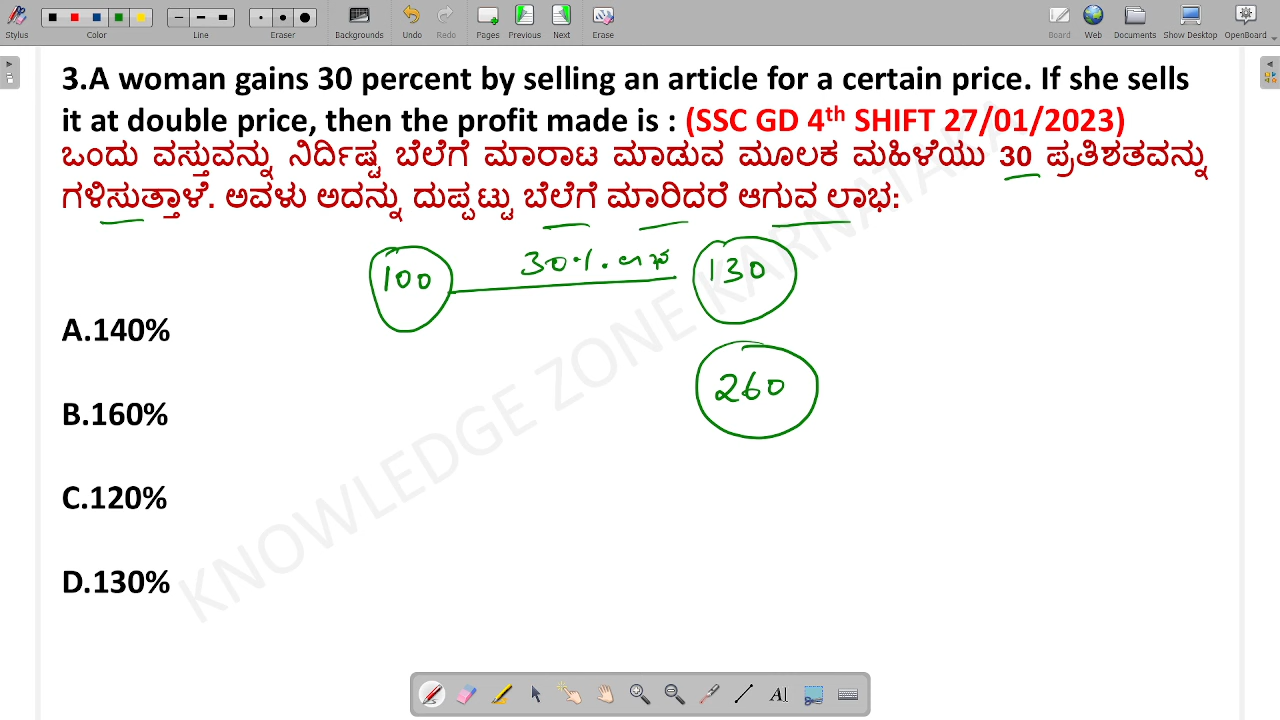 Stylus
Color
Line
Eraser
Backgrounds
Undo
Redo
Pages
Previous
Next
Erase
Board
Web
Documents
Show Desktop
OpenBoard
3.A woman gains 30 percent by selling an article for a certain price. If she sells
it at double price, then the profit made is : (SSC GD 4th SHIFT 27/01/2023)
ಒಂದು ವಸ್ತುವನ್ನು ನಿರ್ದಿಷ್ಟ ಬೆಲೆಗೆ ಮಾರಾಟ ಮಾಡುವ ಮೂಲಕ ಮಹಿಳೆಯು 30 ಪ್ರತಿಶತವನ್ನು
ಗಳಿಸುತ್ತಾಳೆ. ಅವಳು ಅದನ್ನು ದುಪ್ಪಟ್ಟು ಬೆಲೆಗೆ ಮಾರಿದರೆ ಆಗುವ ಲಾಭ:
100 30%. ಲಾಭ 130
260
A.140%
B.160%
C.120%
D.130%
KNOWLEDGE ZONE KARNATAKA